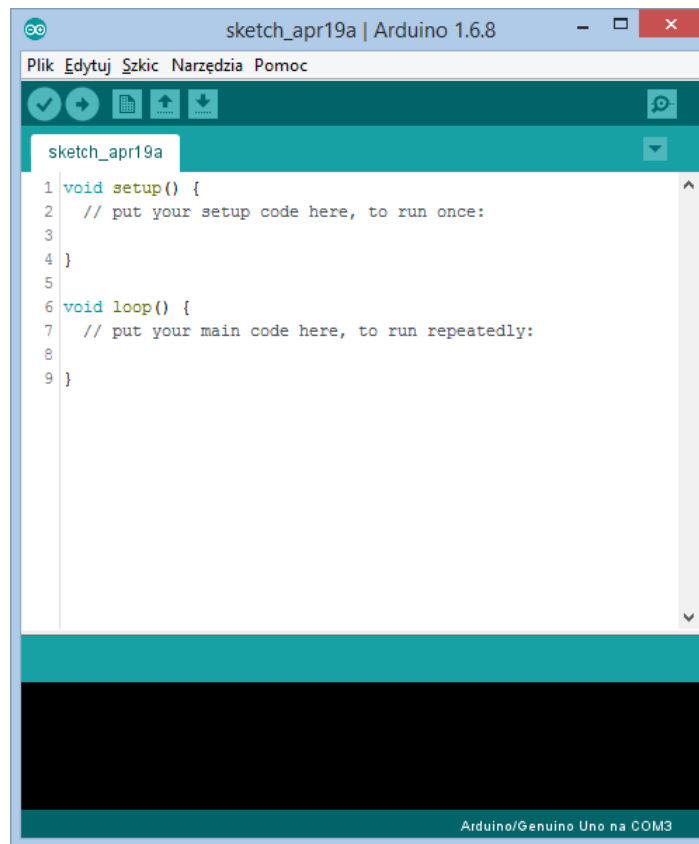 sketch_apr19a | Arduino 1.6.8
Plik Edytuj Szkic Narzędzia Pomoc
sketch_apr19a
1 void setup() {
2   // put your setup code here, to run once:
3
4 }
5
6 void loop() {
7   // put your main code here, to run repeatedly:
8
9 }
Arduino/Genuino Uno na COM3